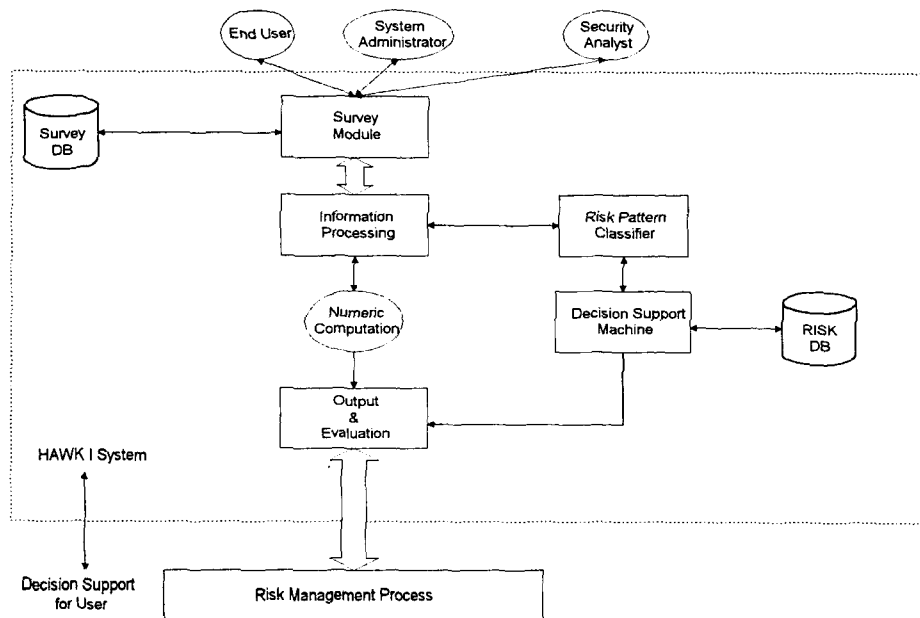 End User
System
Administrator
Security
Analyst
Survey
DB
Survey
Module
Information
Processing
Risk Pattern
Classifier
Numeric
Computation
Decision Support
Machine
RISK
DB
Output
&
Evaluation
HAWK I System
Decision Support
for User
Risk Management Process